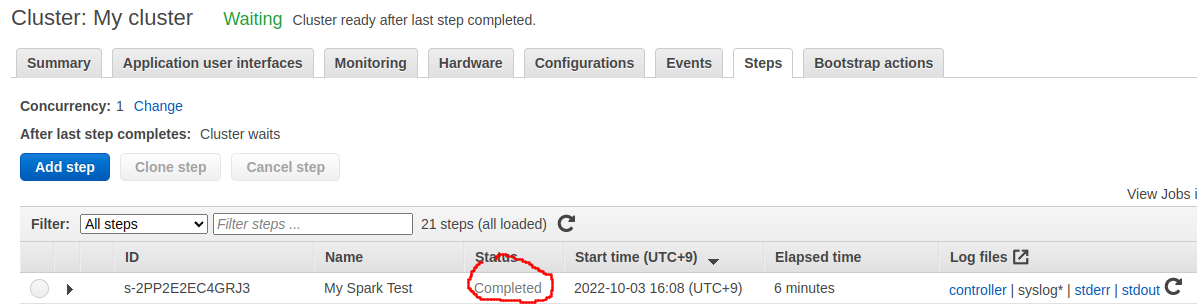 Cluster: My cluster Waiting Cluster ready after last step completed.
Summary Application user interfaces Monitoring Hardware Configurations Events Steps Bootstrap actions
Concurrency: 1 Change
After last step completes: Cluster waits
Add step Clone step Cancel step
View Jobs i
Filter: All steps Filter steps ... 21 steps (all loaded)
ID Name Status Start time (UTC+9) Elapsed time Log files
s-2PP2E2EC4GRJ3 My Spark Test Completed 2022-10-03 16:08 (UTC+9) 6 minutes controller | syslog* | stderr | stdout